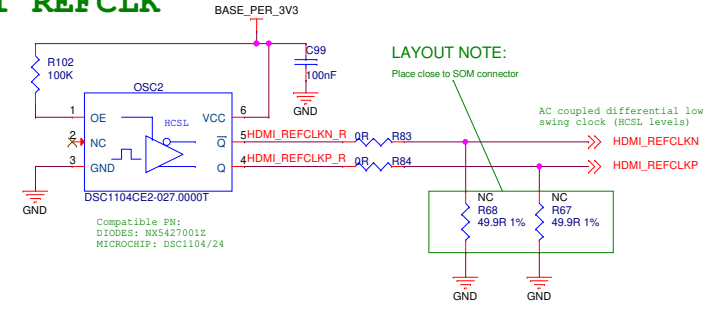 REFCLK
BASE_PER_3V3
R102
100K
C99
100nF
GND
LAYOUT NOTE:
Place close to SOM connector
OSC2
1
OE
HCSL
VCC
6
2
NC
Q
5
HDMI_REFCLKN_R
0R
R83
3
GND
Q
4
HDMI_REFCLKP_R
0R
R84
AC coupled differential low
swing clock (HCSL levels)
HDMI_REFCLKN
HDMI_REFCLKP
DSC1104CE2-027.0000T
GND
Compatible PN:
DIODES: NX5427001Z
MICROCHIP: DSC1104/24
NC
R68
49.9R 1%
NC
R67
49.9R 1%
GND
GND